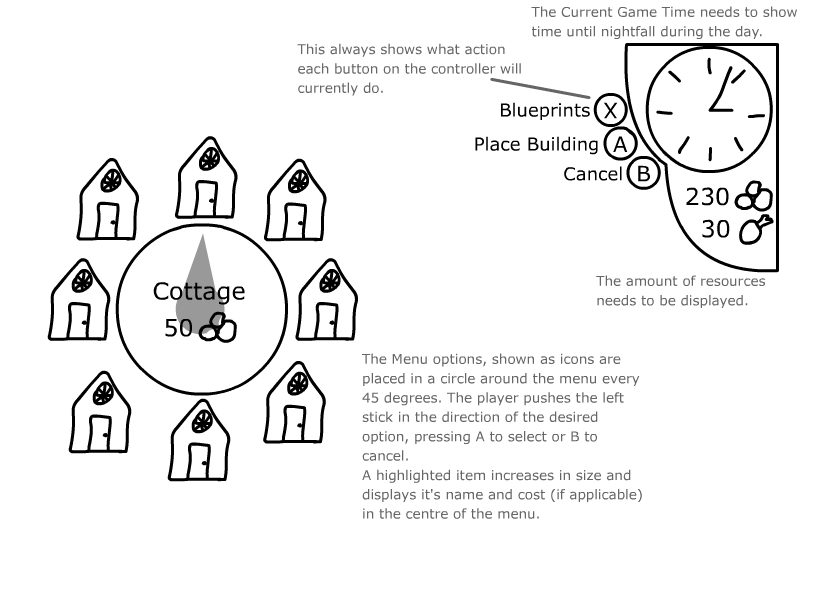 The Current Game Time needs to show
time until nightfall during the day.
This always shows what action
each button on the controller will
currently do.
Blueprints X
Place Building A
Cancel B
230
30
The amount of resources
needs to be displayed.
Cottage
50
The Menu options, shown as icons are
placed in a circle around the menu every
45 degrees. The player pushes the left
stick in the direction of the desired
option, pressing A to select or B to
cancel.
A highlighted item increases in size and
displays it's name and cost (if applicable)
in the centre of the menu.